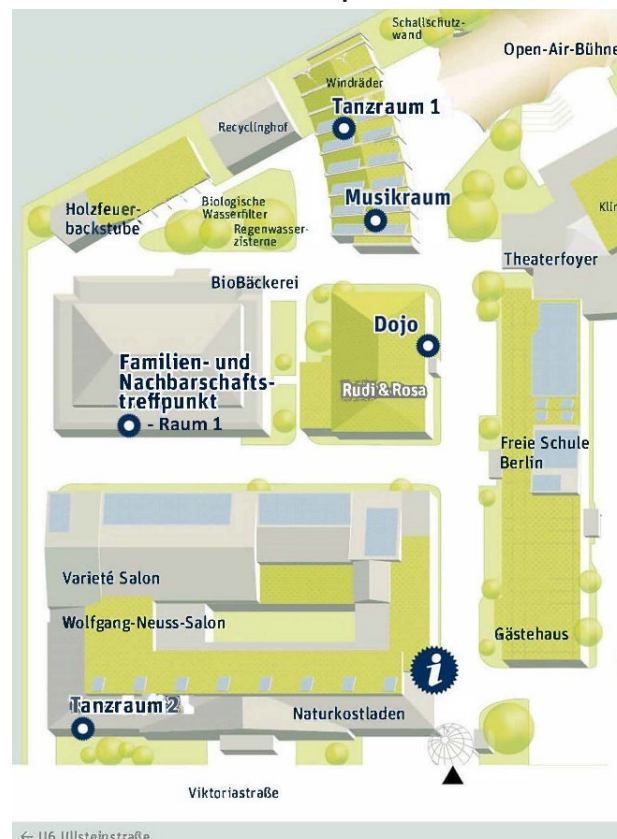 Schallschutz-
wand
Open-Air-Bühne
Windräder
Tanzraum 1
Recyclinghof
Musikraum
Biologische
Wasserfilter
Regenwasser-
zisterne
Holzfeuer-
backstube
Theaterfoyer
BioBäckerei
Dojo
Familien- und
Nachbarschafts-
treffpunkt
- Raum 1
Rudi & Rosa
Freie Schule
Berlin
Varieté Salon
Wolfgang-Neuss-Salon
Gästehaus
i
Tanzraum 2
Naturkostladen
Viktoriastraße
← U6 Ullsteinstraße